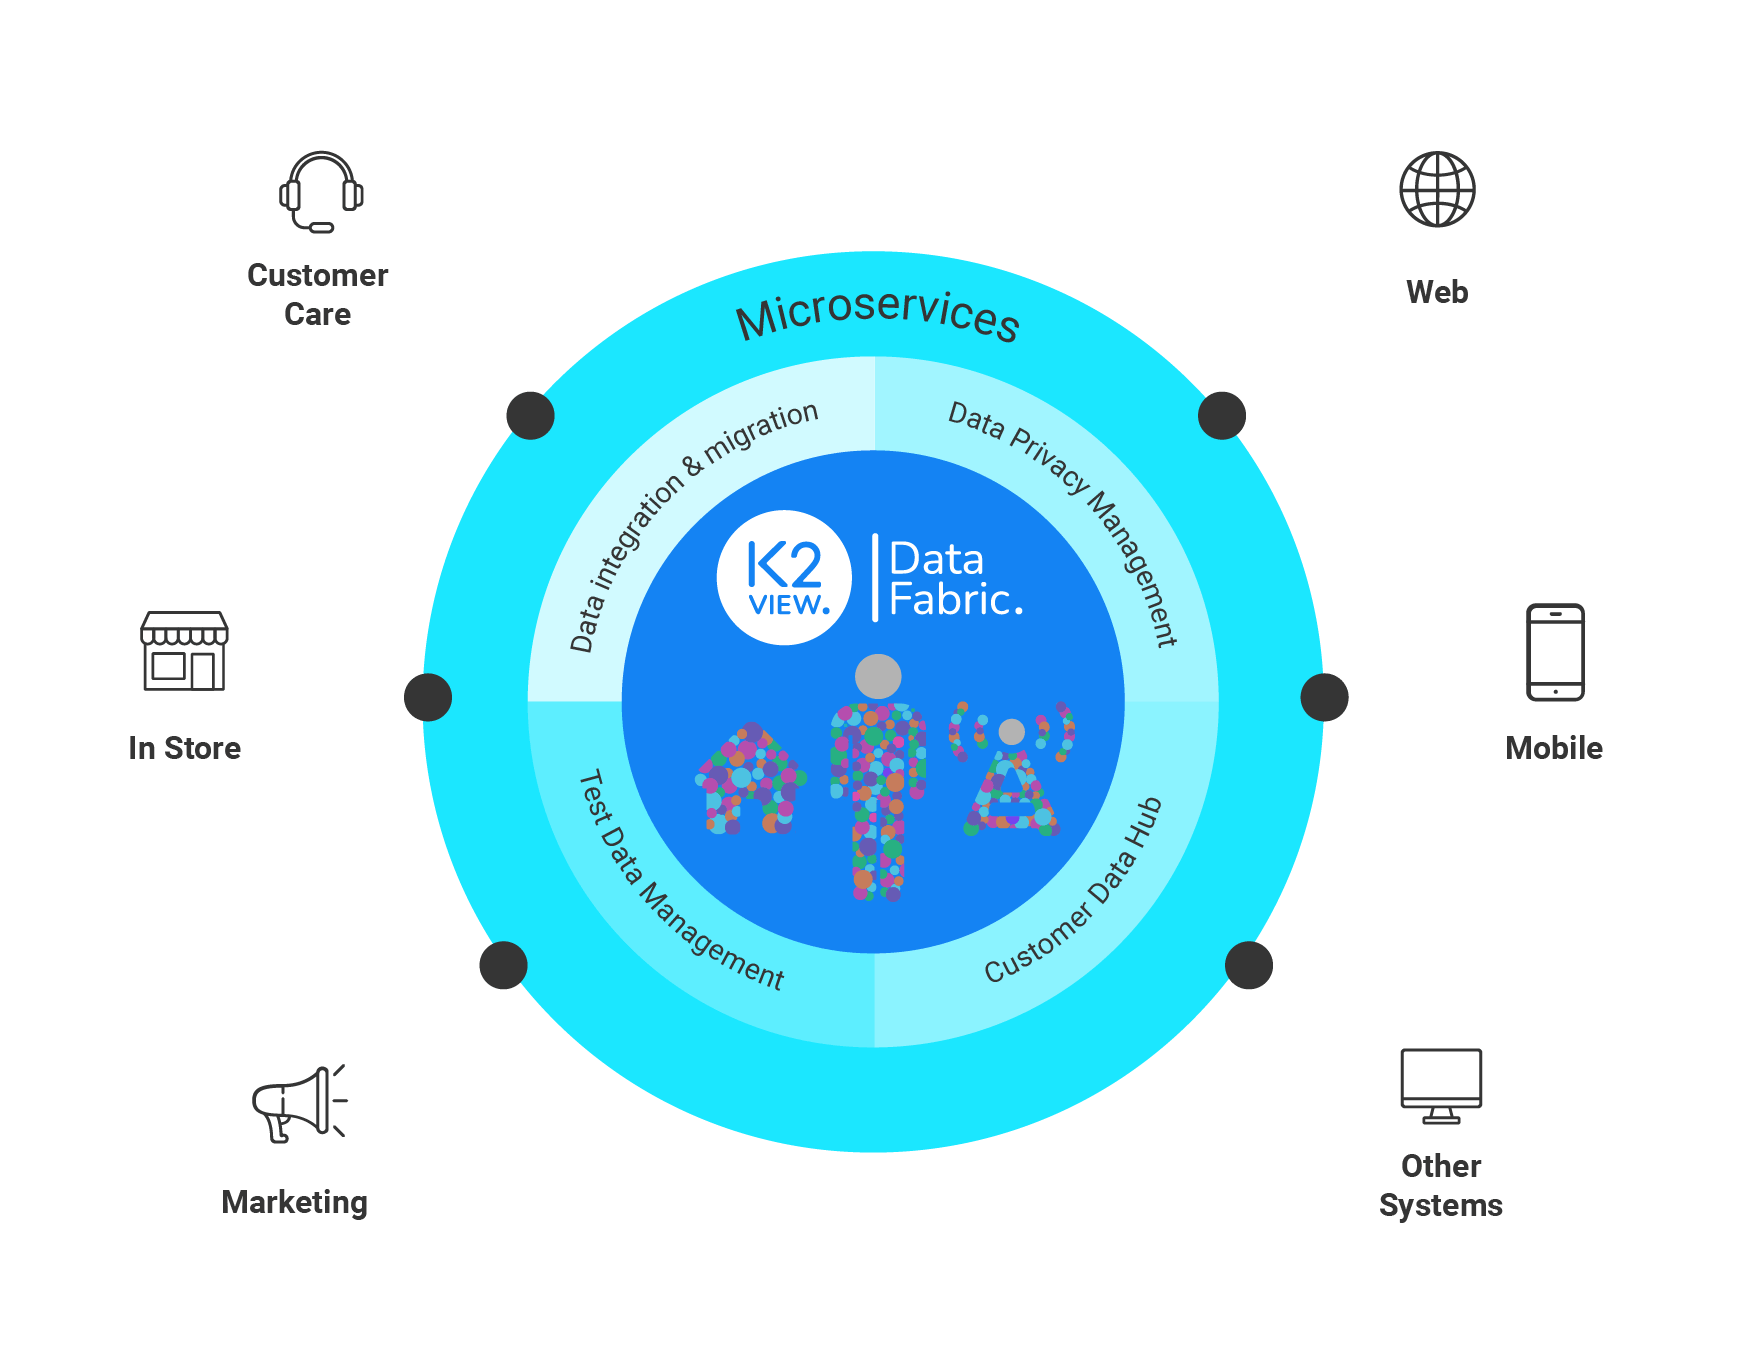 Customer
Care
Web
Microservices
Data integration & migration
Data Privacy Management
K2
VIEW.
Data
Fabric.
In Store
Mobile
Test Data Management
Customer Data Hub
Marketing
Other
Systems